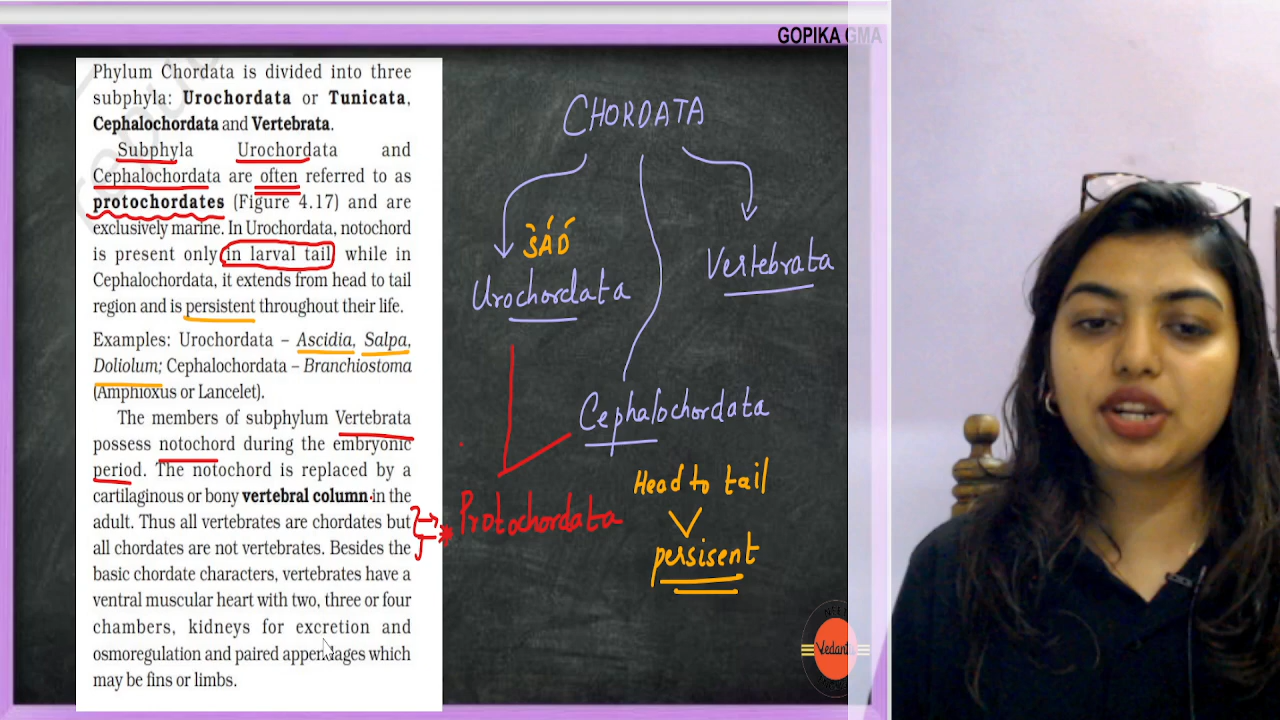 GOPIKA GMA
Phylum Chordata is divided into three
subphyla: Urochordata or Tunicata,
Cephalochordata and Vertebrata.
Subphyla Urochordata and
Cephalochordata are often referred to as
protochordates (Figure 4.17) and are
exclusively marine. In Urochordata, notochord
is present only in larval tail while in
Cephalochordata, it extends from head to tail
region and is persistent throughout their life.
Examples: Urochordata – Ascidia, Salpa,
Doliolum; Cephalochordata – Branchiostoma
(Amphioxus or Lancelet).
The members of subphylum Vertebrata
possess notochord during the embryonic
period. The notochord is replaced by a
cartilaginous or bony vertebral column in the
adult. Thus all vertebrates are chordates but
all chordates are not vertebrates. Besides the
basic chordate characters, vertebrates have a
ventral muscular heart with two, three or four
chambers, kidneys for excretion and
osmoregulation and paired appendages which
may be fins or limbs.
CHORDATA
SAD
Urochordata
Vertebrata
Cephalochordata
Head to tail
persisent
Protochordata